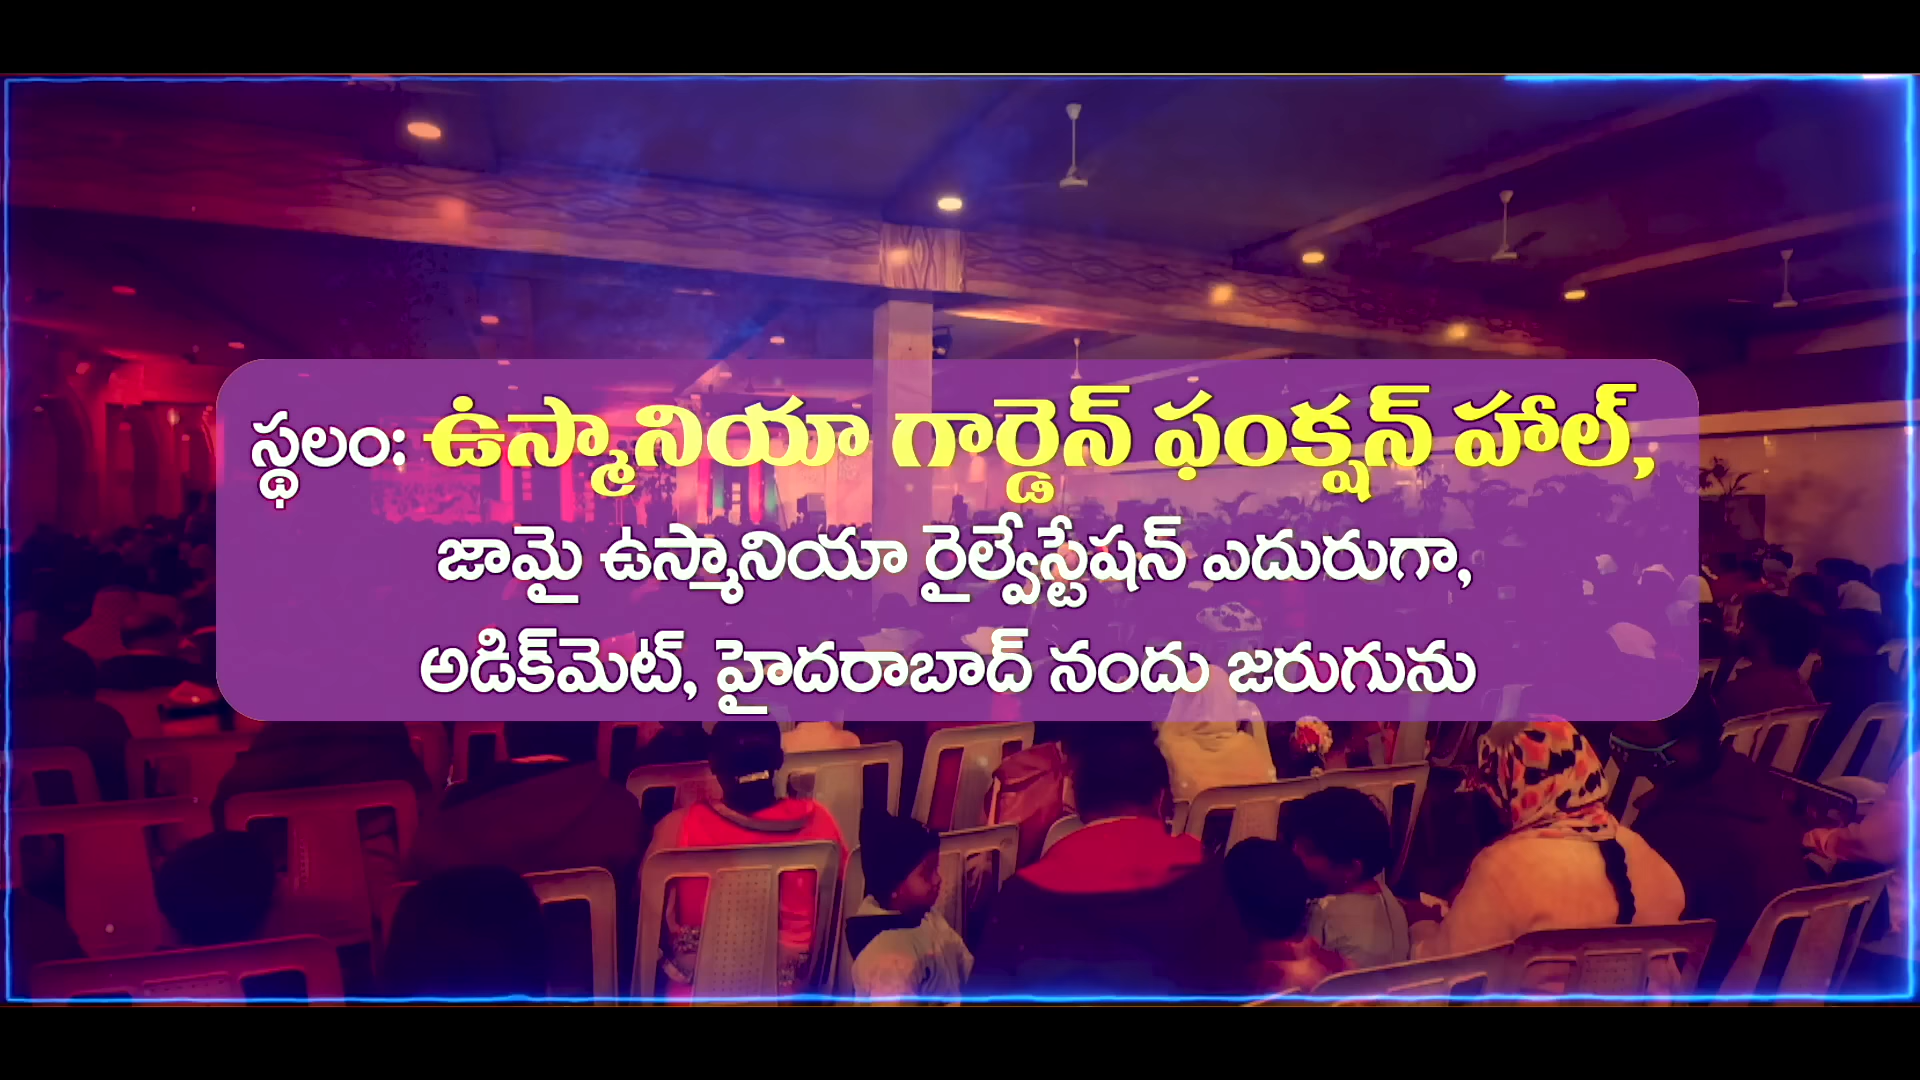 స్థలం: ఉస్మానియా గార్డెన్ ఫంక్షన్ హాల్,
జామై ఉస్మానియా రైల్వేస్టేషన్ ఎదురుగా,
అడిక్‌మెట్, హైదరాబాద్ నందు జరుగును